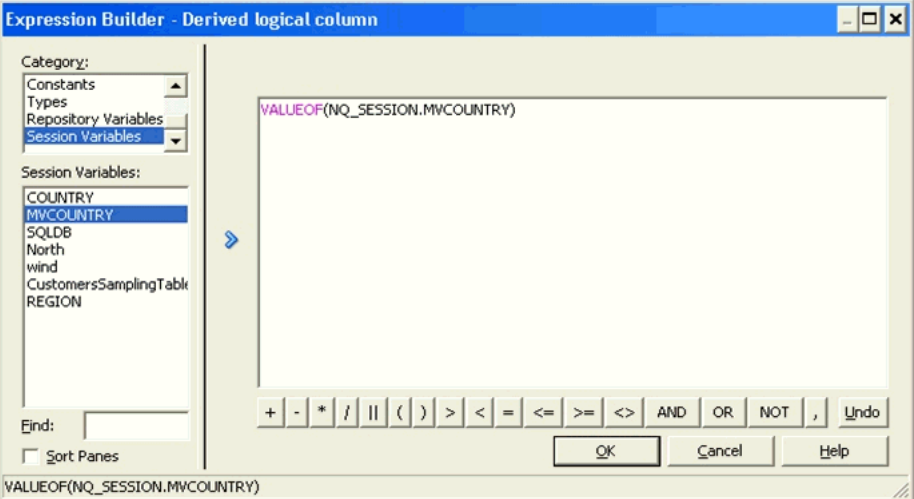 Expression Builder - Derived logical column
Category:
Constants
Types
Repository Variables
Session Variables
Session Variables:
COUNTRY
MVCOUNTRY
SQLDB
North
wind
CustomersSamplingTable
REGION
VALUEOF(NQ_SESSION.MVCOUNTRY)
+ - * / || ( ) > < = <= >= <> AND OR NOT , Undo
Find:
Sort Panes
OK Cancel Help
VALUEOF(NQ_SESSION.MVCOUNTRY)